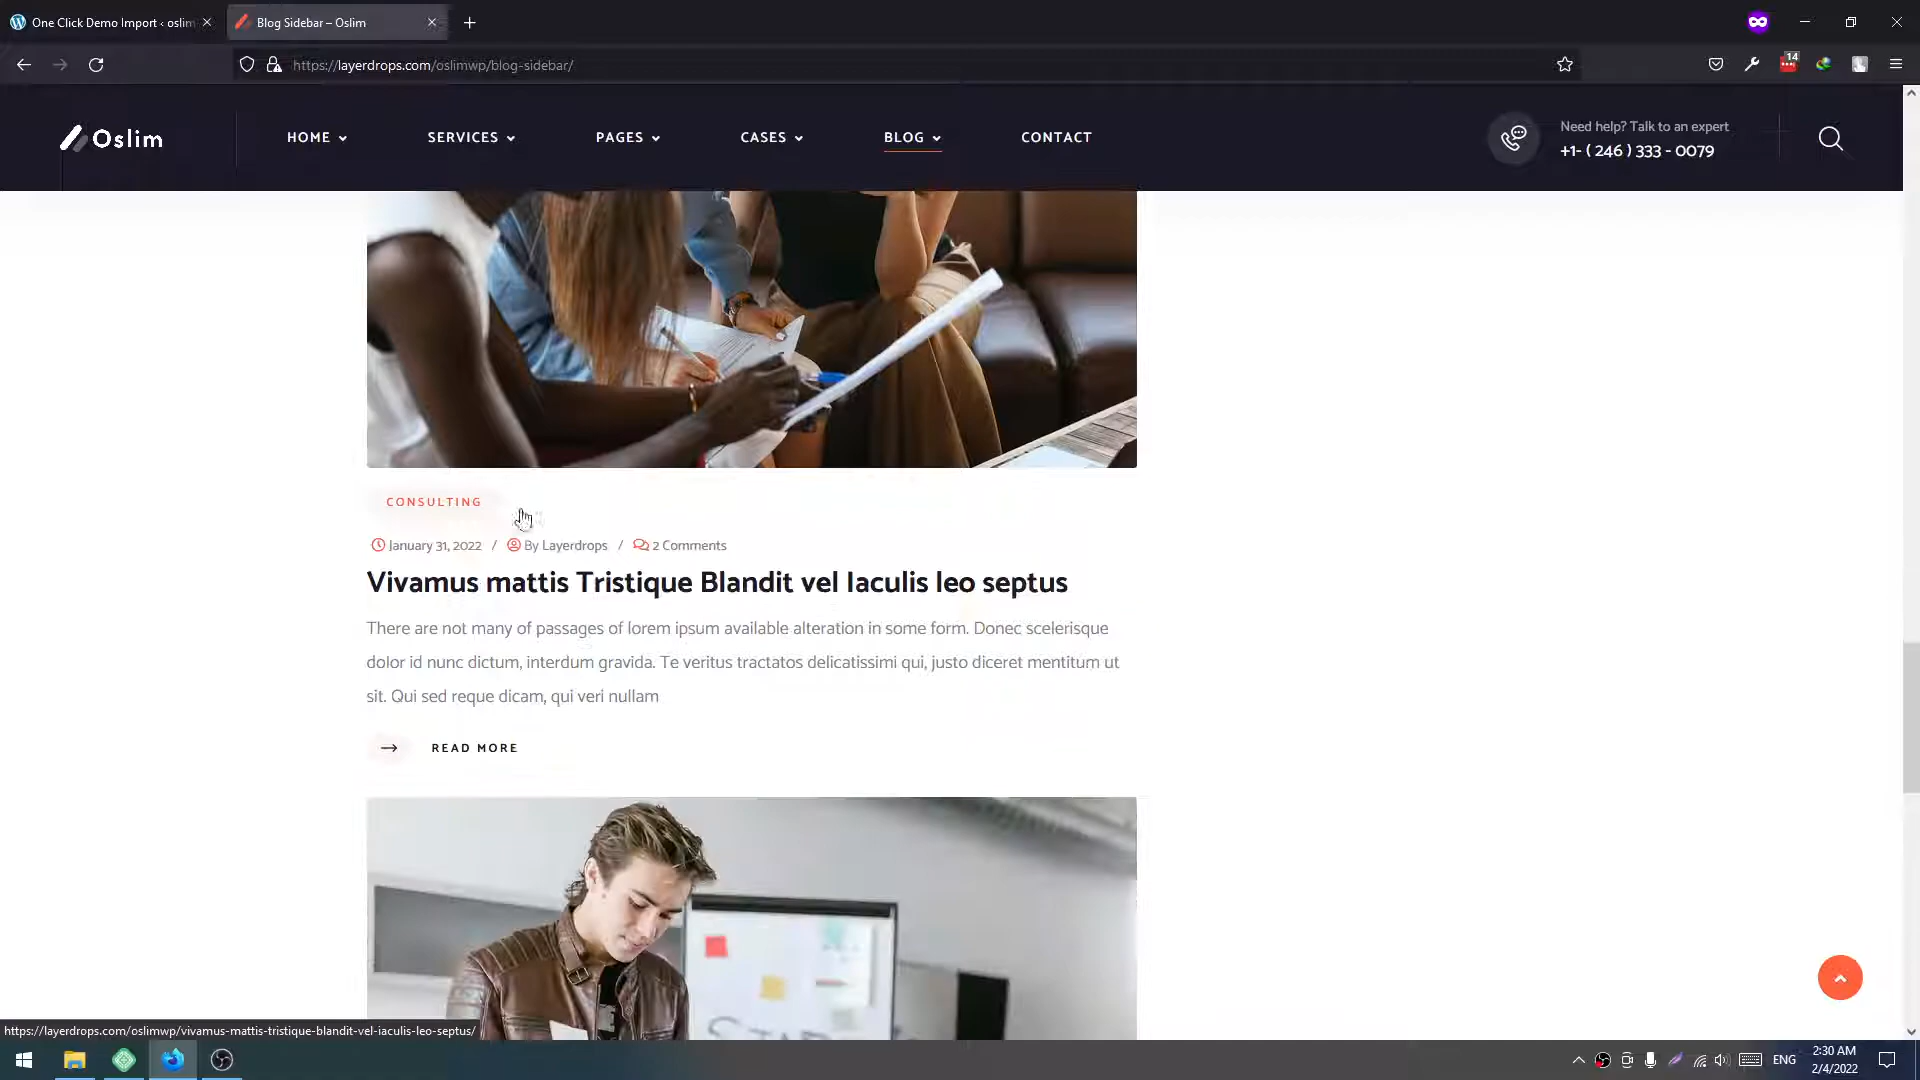 One Click Demo Import ‹ oslim
Blog Sidebar – Oslim
https://layerdrops.com/oslimwp/blog-sidebar/
14
Oslim
HOME
SERVICES
PAGES
CASES
BLOG
CONTACT
Need help? Talk to an expert
+1- ( 246 ) 333 - 0079
CONSULTING
January 31, 2022 / By Layerdrops / 2 Comments
Vivamus mattis Tristique Blandit vel Iaculis leo septus
There are not many of passages of lorem ipsum available alteration in some form. Donec scelerisque
dolor id nunc dictum, interdum gravida. Te veritus tractatos delicatissimi qui, justo diceret mentitum ut
sit. Qui sed reque dicam, qui veri nullam
READ MORE
https://layerdrops.com/oslimwp/vivamus-mattis-tristique-blandit-vel-iaculis-leo-septus/
ENG
2:30 AM
2/4/2022